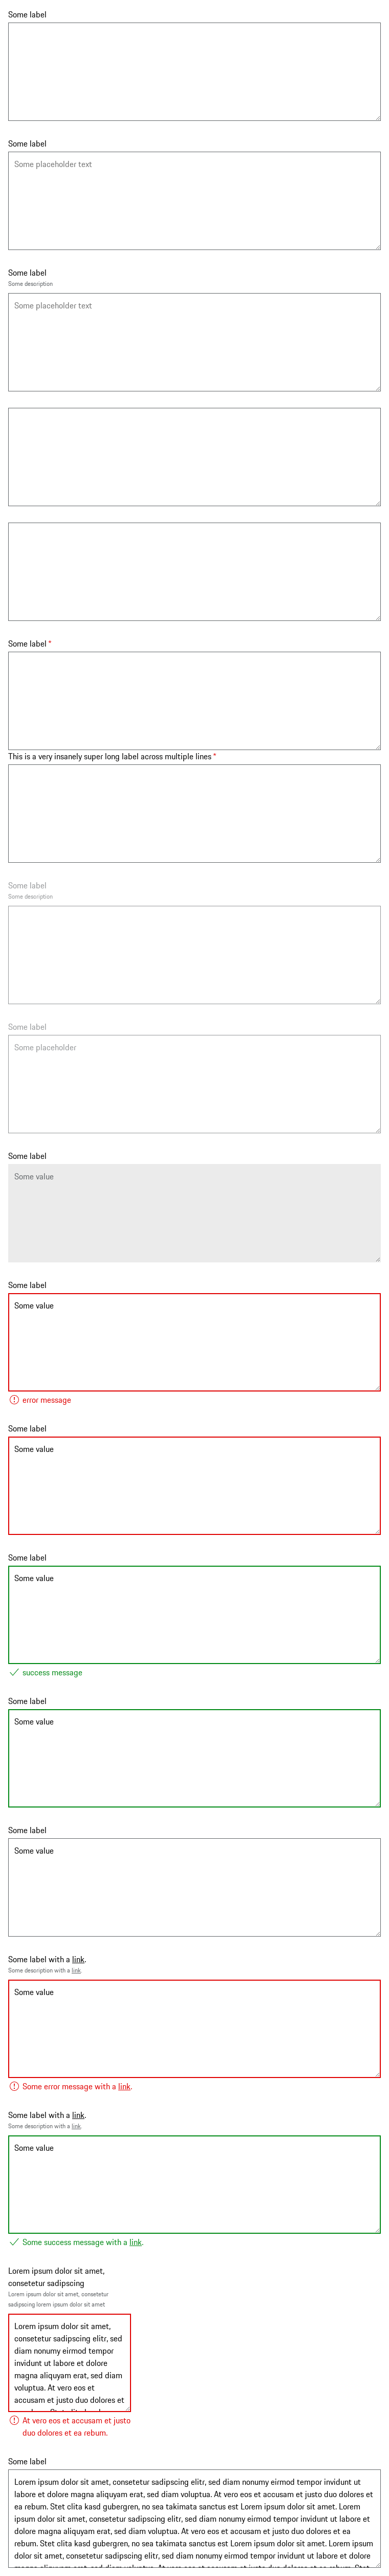 Some label
Some label
Some placeholder text
Some label
Some description
Some placeholder text
Some label *
This is a very insanely super long label across multiple lines *
Some label
Some description
Some label
Some placeholder
Some label
Some value
Some label
Some value
error message
Some label
Some value
Some label
Some value
success message
Some label
Some value
Some label
Some value
Some label with a link.
Some description with a link.
Some value
Some error message with a link.
Some label with a link.
Some description with a link.
Some value
Some success message with a link.
Lorem ipsum dolor sit amet,
consetetur sadipscing
Lorem ipsum dolor sit amet, consetetur
sadipscing lorem ipsum dolor sit amet
Lorem ipsum dolor sit amet,
consetetur sadipscing elitr, sed
diam nonumy eirmod tempor
invidunt ut labore et dolore
magna aliquyam erat, sed diam
voluptua. At vero eos et
accusam et justo duo dolores et
At vero eos et accusam et justo
duo dolores et ea rebum.
Some label
Lorem ipsum dolor sit amet, consetetur sadipscing elitr, sed diam nonumy eirmod tempor invidunt ut
labore et dolore magna aliquyam erat, sed diam voluptua. At vero eos et accusam et justo duo dolores et
ea rebum. Stet clita kasd gubergren, no sea takimata sanctus est Lorem ipsum dolor sit amet. Lorem
ipsum dolor sit amet, consetetur sadipscing elitr, sed diam nonumy eirmod tempor invidunt ut labore et
dolore magna aliquyam erat, sed diam voluptua. At vero eos et accusam et justo duo dolores et ea
rebum. Stet clita kasd gubergren, no sea takimata sanctus est Lorem ipsum dolor sit amet. Lorem ipsum
dolor sit amet, consetetur sadipscing elitr, sed diam nonumy eirmod tempor invidunt ut labore et dolore